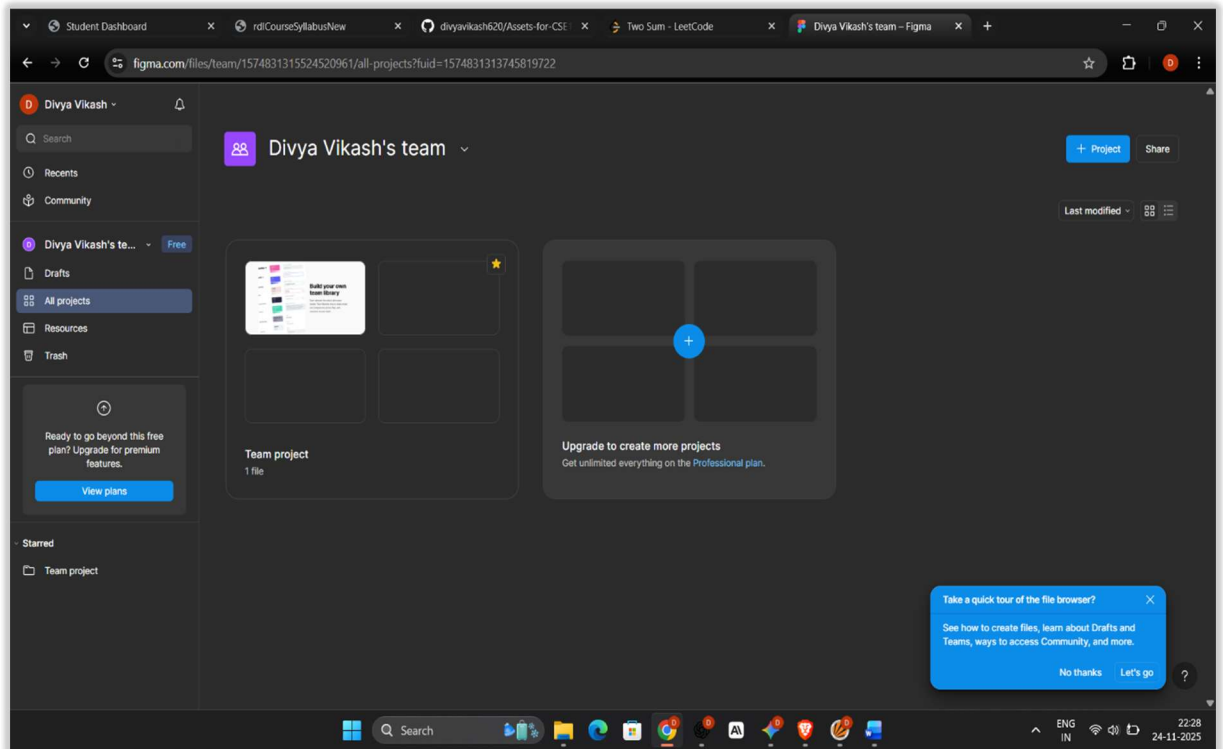 Student Dashboard
rdlCourseSyllabusNew
divyavikash620/Assets-for-CSE
Two Sum - LeetCode
Divya Vikash's team – Figma
figma.com/files/team/1574831315524520961/all-projects?fuid=1574831313745819722
D Divya Vikash
Search
Recents
Community
Divya Vikash's te... Free
Drafts
All projects
Resources
Trash
Ready to go beyond this free
plan? Upgrade for premium
features.
View plans
Starred
Team project
Divya Vikash's team
+ Project
Share
Last modified
Build your own
team library
Team project
1 file
Upgrade to create more projects
Get unlimited everything on the Professional plan.
Take a quick tour of the file browser?
See how to create files, learn about Drafts and
Teams, ways to access Community, and more.
No thanks Let's go
?
Search
ENG
IN
22:28
24-11-2025